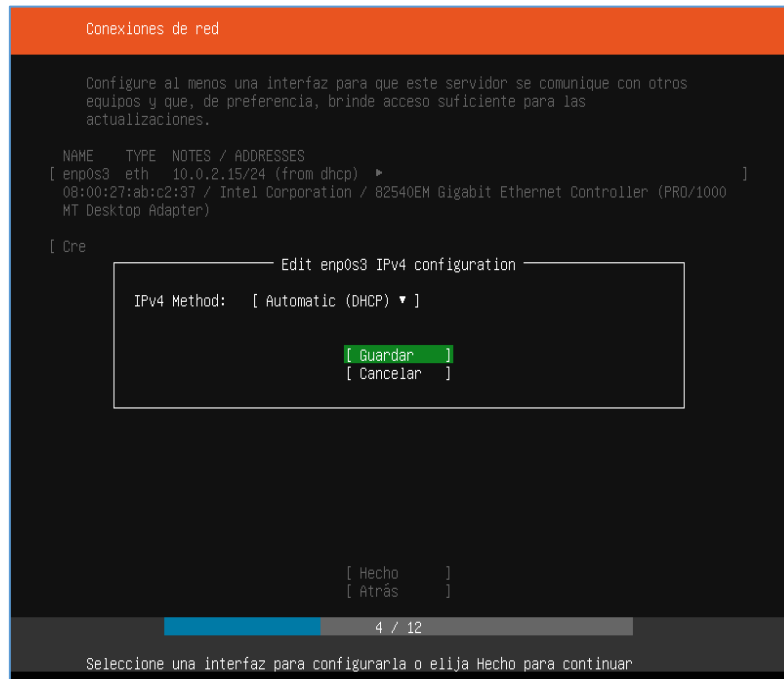 Conexiones de red
Configure al menos una interfaz para que este servidor se comunique con otros
equipos y que, de preferencia, brinde acceso suficiente para las
actualizaciones.
NAME TYPE NOTES / ADDRESSES
[ enp0s3 eth 10.0.2.15/24 (from dhcp) ▸ ]
08:00:27:ab:c2:37 / Intel Corporation / 82540EM Gigabit Ethernet Controller (PRO/1000
MT Desktop Adapter)
[ Cre
Edit enp0s3 IPv4 configuration
IPv4 Method: [ Automatic (DHCP) ▾ ]
[ Guardar ]
[ Cancelar ]
[ Hecho ]
[ Atrás ]
4 / 12
Seleccione una interfaz para configurarla o elija Hecho para continuar